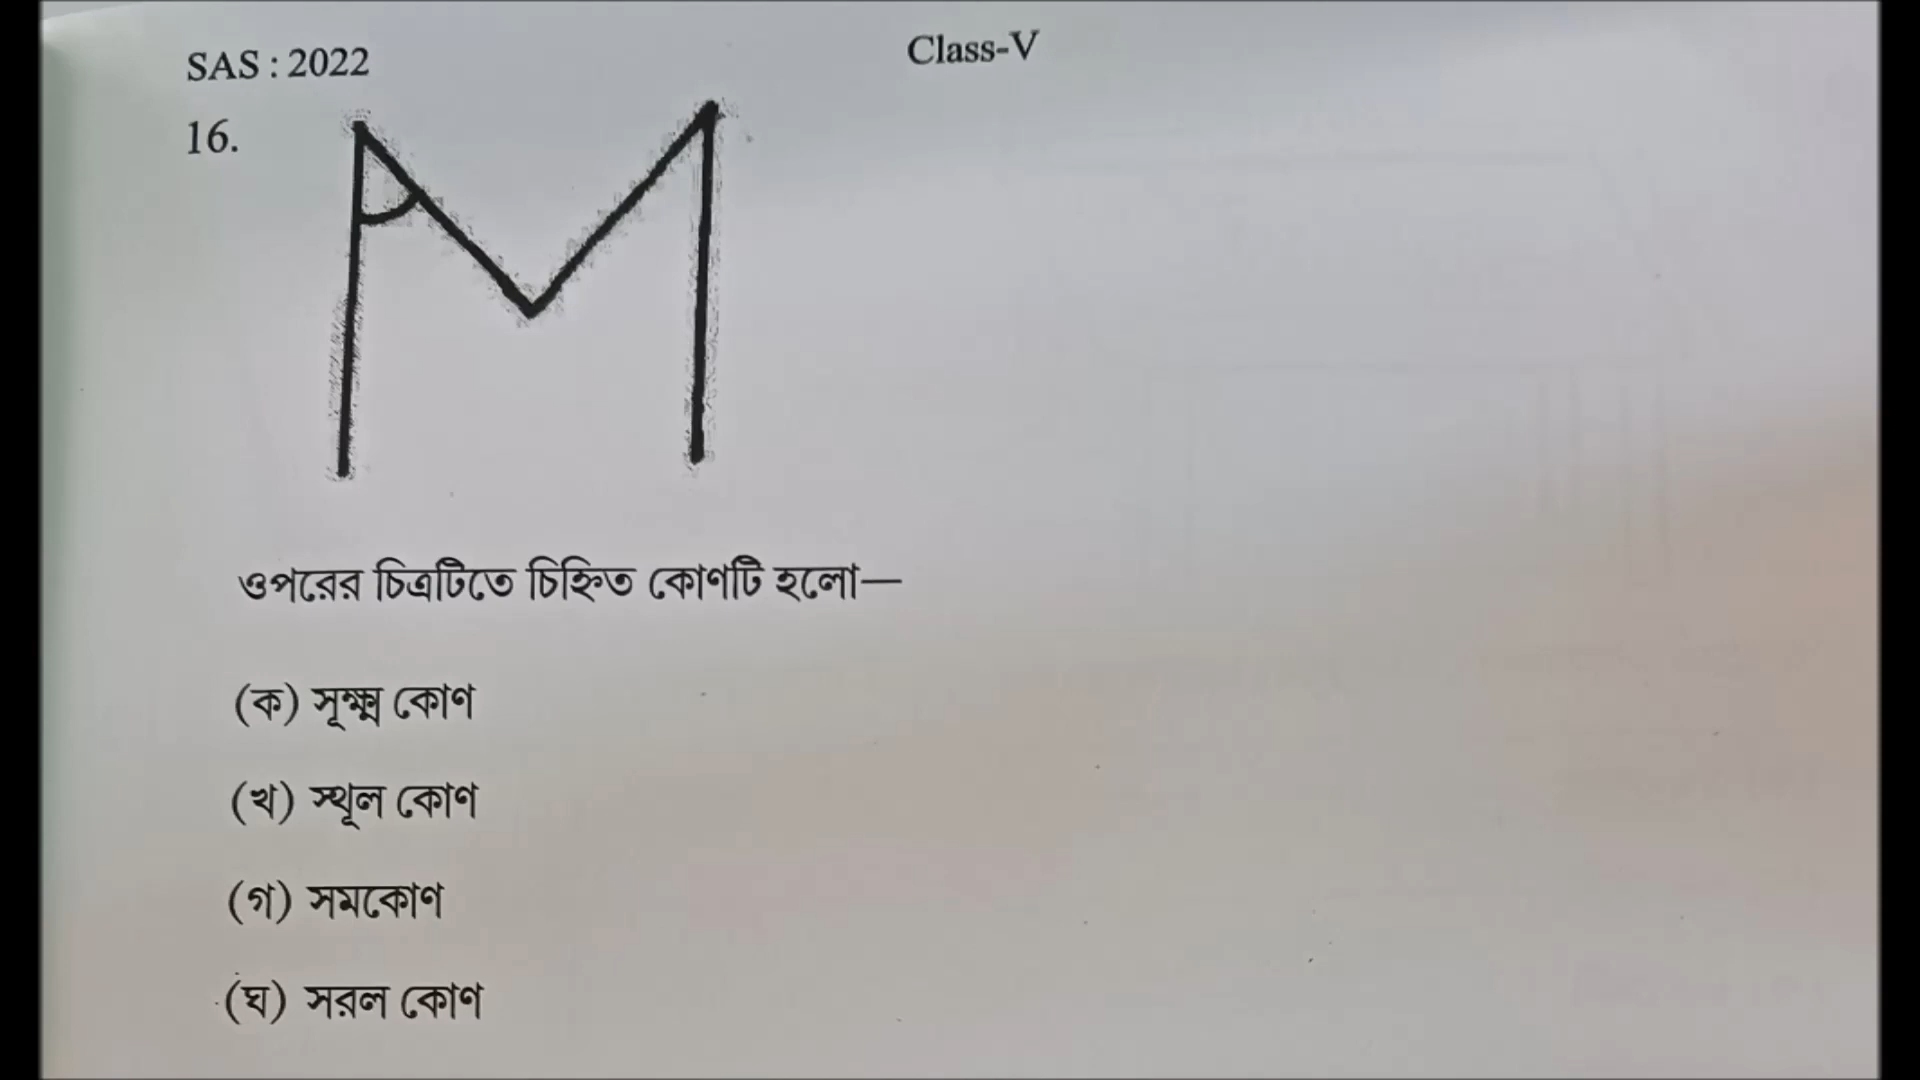 SAS : 2022 Class-V
16.
ওপরের চিত্রটিতে চিহ্নিত কোণটি হলো—
(ক) সূক্ষ্ম কোণ
(খ) স্থূল কোণ
(গ) সমকোণ
(ঘ) সরল কোণ